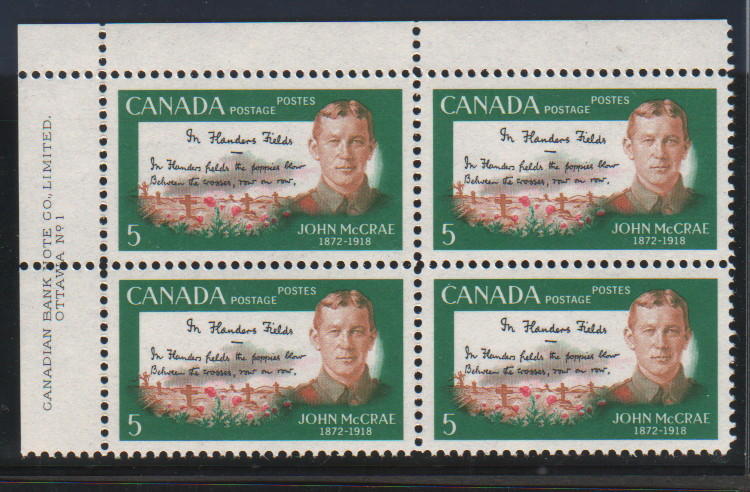 CANADIAN BANK NOTE CO., LIMITED.
OTTAWA Nº 1
CANADA POSTAGE POSTES
In Flanders Fields
In Flanders fields the poppies blow
Between the crosses, row on row,
5 JOHN McCRAE
1872-1918
CANADA POSTAGE POSTES
In Flanders Fields
In Flanders fields the poppies blow
Between the crosses, row on row,
5 JOHN McCRAE
1872-1918
CANADA POSTAGE POSTES
In Flanders Fields
In Flanders fields the poppies blow
Between the crosses, row on row,
5 JOHN McCRAE
1872-1918
CANADA POSTAGE POSTES
In Flanders Fields
In Flanders fields the poppies blow
Between the crosses, row on row,
5 JOHN McCRAE
1872-1918